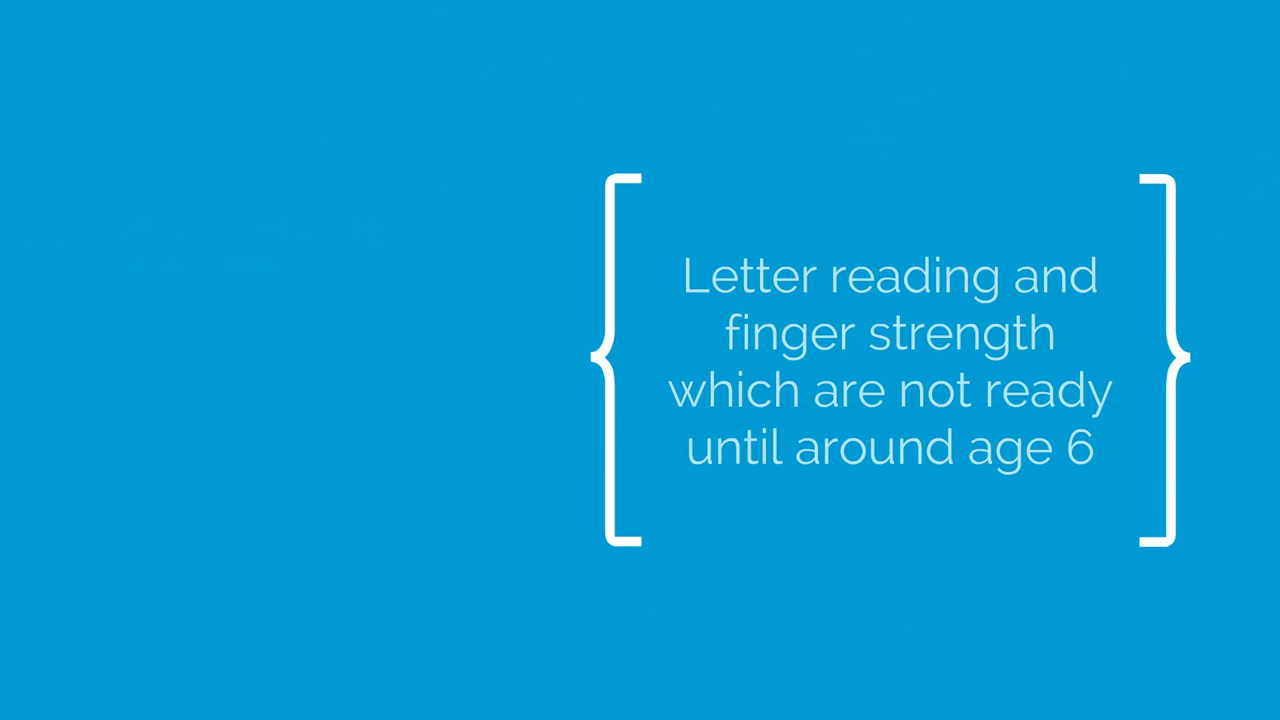 Letter reading and
finger strength
which are not ready
until around age 6